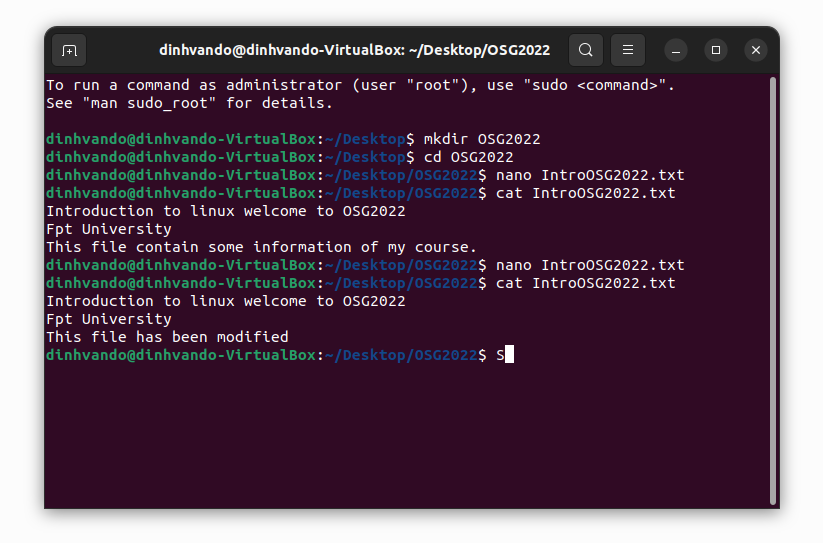 dinhvando@dinhvando-VirtualBox: ~/Desktop/OSG2022
To run a command as administrator (user "root"), use "sudo <command>".
See "man sudo_root" for details.
dinhvando@dinhvando-VirtualBox:~/Desktop$ mkdir OSG2022
dinhvando@dinhvando-VirtualBox:~/Desktop$ cd OSG2022
dinhvando@dinhvando-VirtualBox:~/Desktop/OSG2022$ nano IntroOSG2022.txt
dinhvando@dinhvando-VirtualBox:~/Desktop/OSG2022$ cat IntroOSG2022.txt
Introduction to linux welcome to OSG2022
Fpt University
This file contain some information of my course.
dinhvando@dinhvando-VirtualBox:~/Desktop/OSG2022$ nano IntroOSG2022.txt
dinhvando@dinhvando-VirtualBox:~/Desktop/OSG2022$ cat IntroOSG2022.txt
Introduction to linux welcome to OSG2022
Fpt University
This file has been modified
dinhvando@dinhvando-VirtualBox:~/Desktop/OSG2022$ S